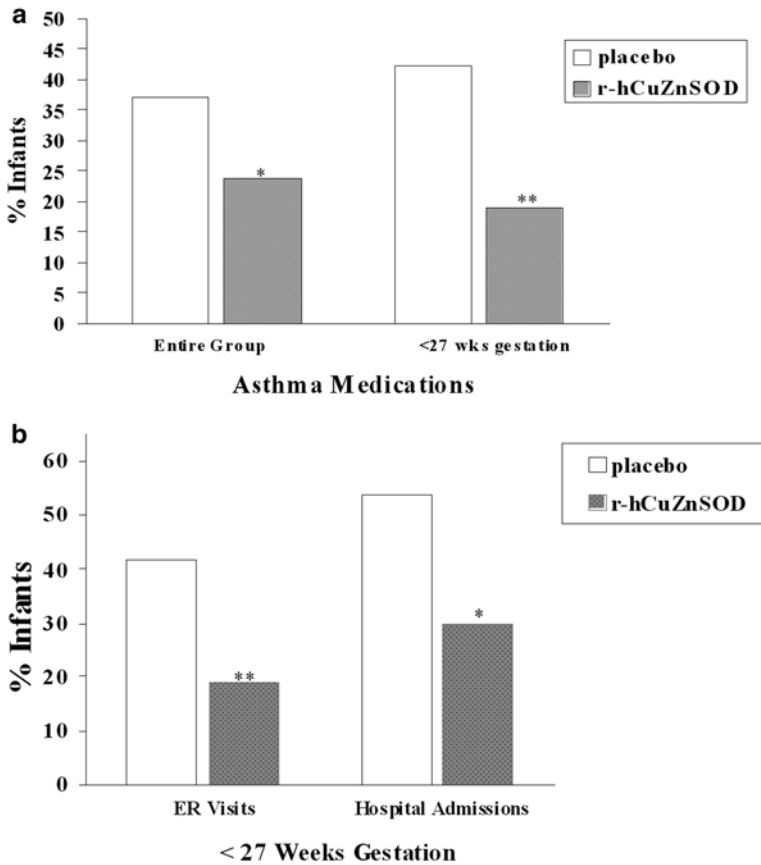 a
50
45
40
35
30
25
20
15
10
5
0
% Infants
placebo
r-hCuZnSOD
*
**
Entire Group
<27 wks gestation
Asthma Medications
b
60
50
40
30
20
10
0
% Infants
placebo
r-hCuZnSOD
**
*
ER Visits
Hospital Admissions
< 27 Weeks Gestation